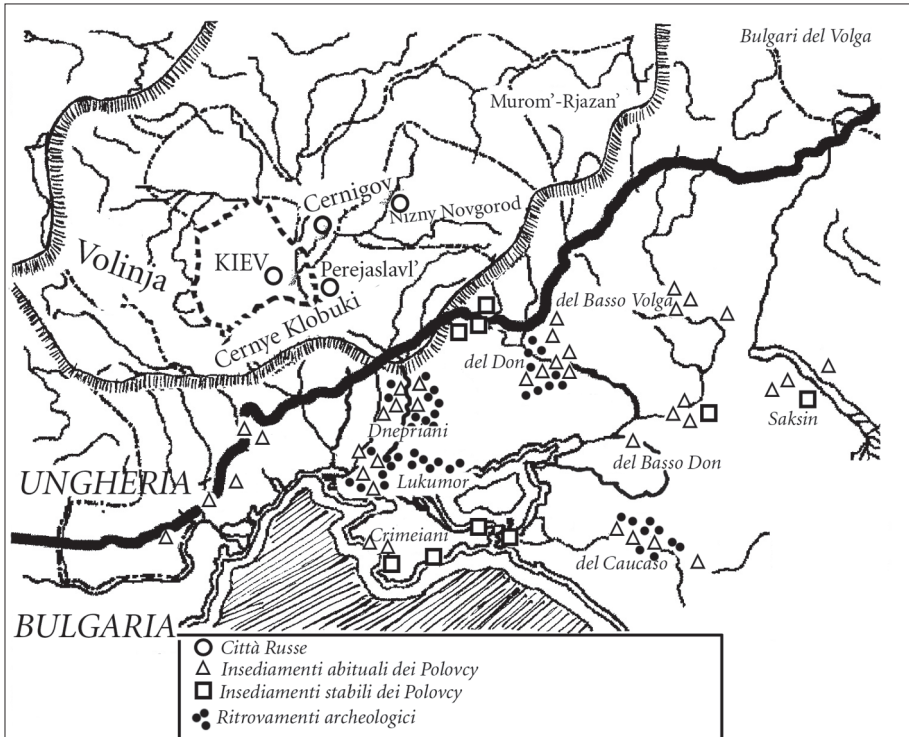 Bulgari del Volga
Murom'-Rjazan'
Cernigov
Nizny Novgorod
Volinja
KIEV
Perejaslavl'
Cernye Klobuki
del Basso Volga
del Don
Dnepriani
Saksin
del Basso Don
UNGHERIA
Lukumor
Crimeiani
del Caucaso
BULGARIA
Città Russe
Insediamenti abituali dei Polovcy
Insediamenti stabili dei Polovcy
Ritrovamenti archeologici